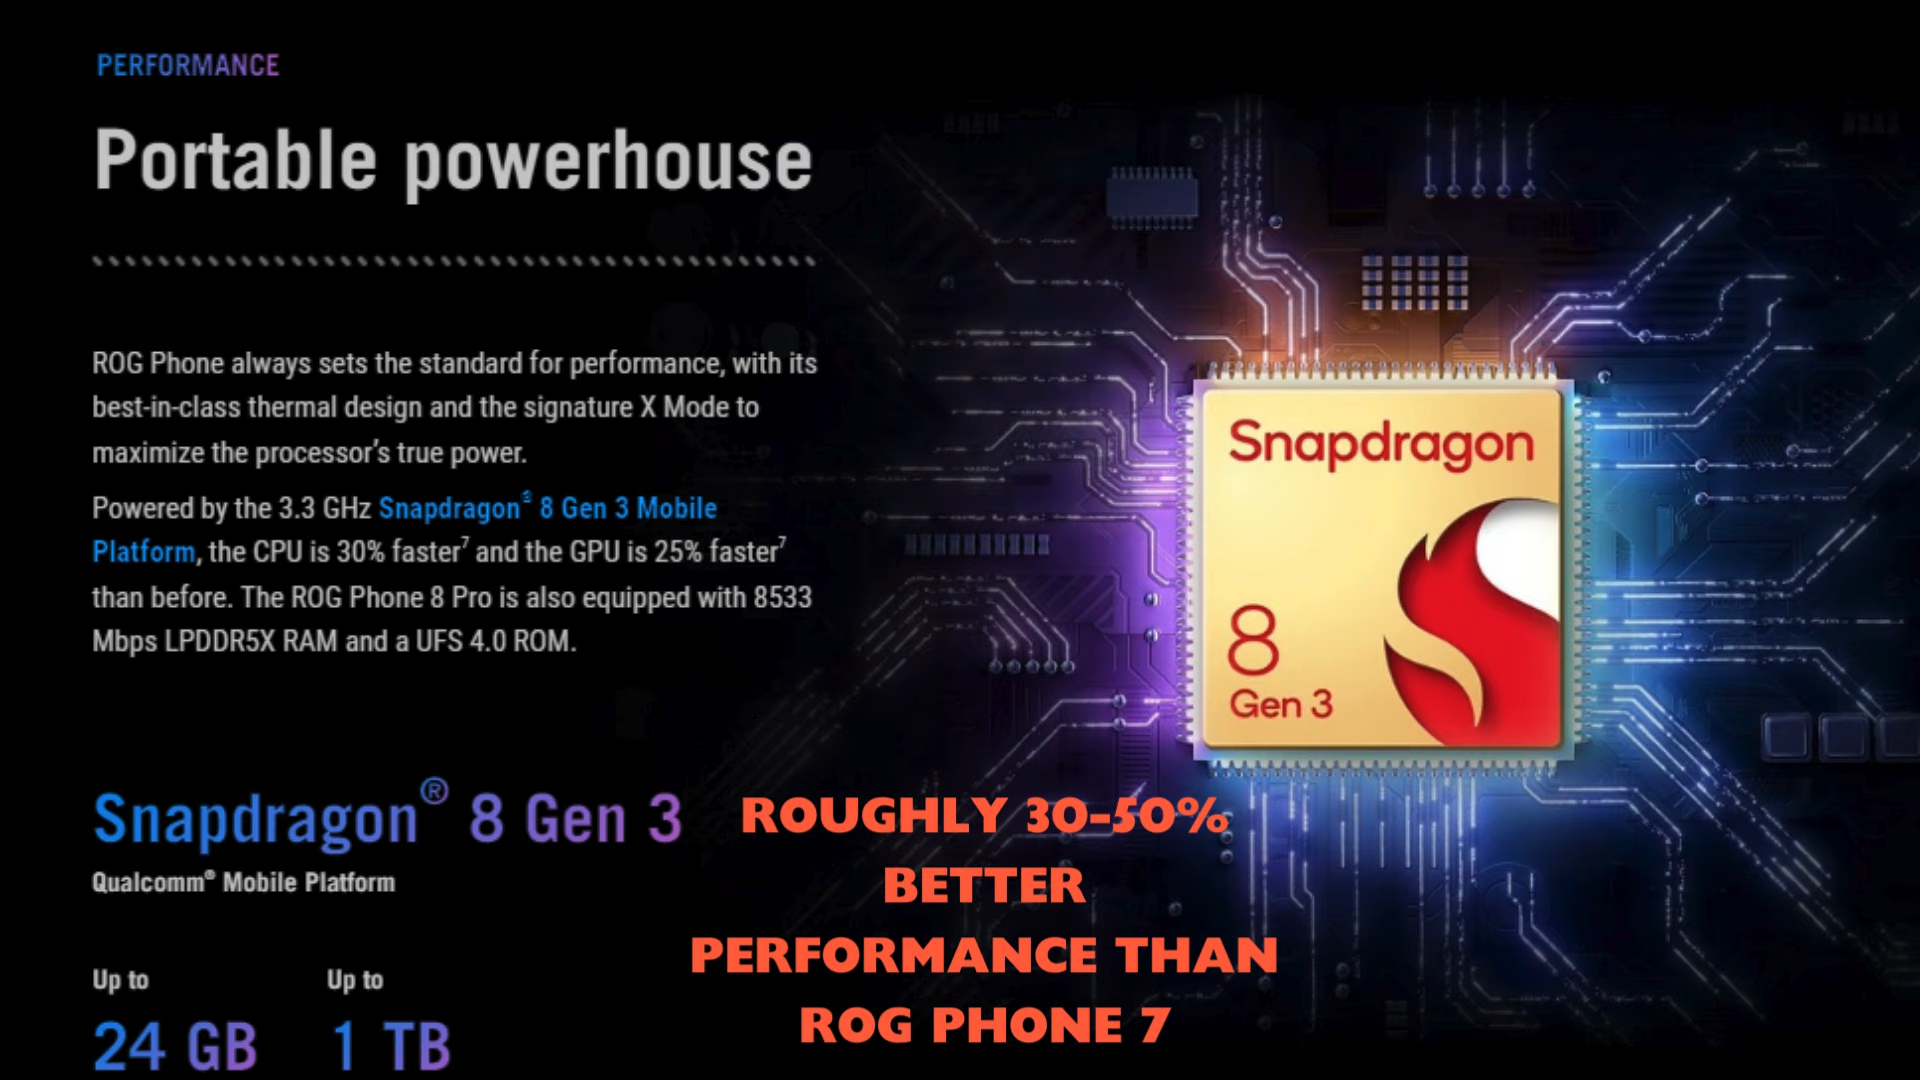 PERFORMANCE
Portable powerhouse
ROG Phone always sets the standard for performance, with its
best-in-class thermal design and the signature X Mode to
maximize the processor's true power.
Powered by the 3.3 GHz Snapdragon® 8 Gen 3 Mobile
Platform, the CPU is 30% faster⁷ and the GPU is 25% faster⁷
than before. The ROG Phone 8 Pro is also equipped with 8533
Mbps LPDDR5X RAM and a UFS 4.0 ROM.
Snapdragon® 8 Gen 3
Qualcomm® Mobile Platform
Up to
24 GB
Up to
1 TB
Snapdragon
8
Gen 3
ROUGHLY 30-50%
BETTER
PERFORMANCE THAN
ROG PHONE 7